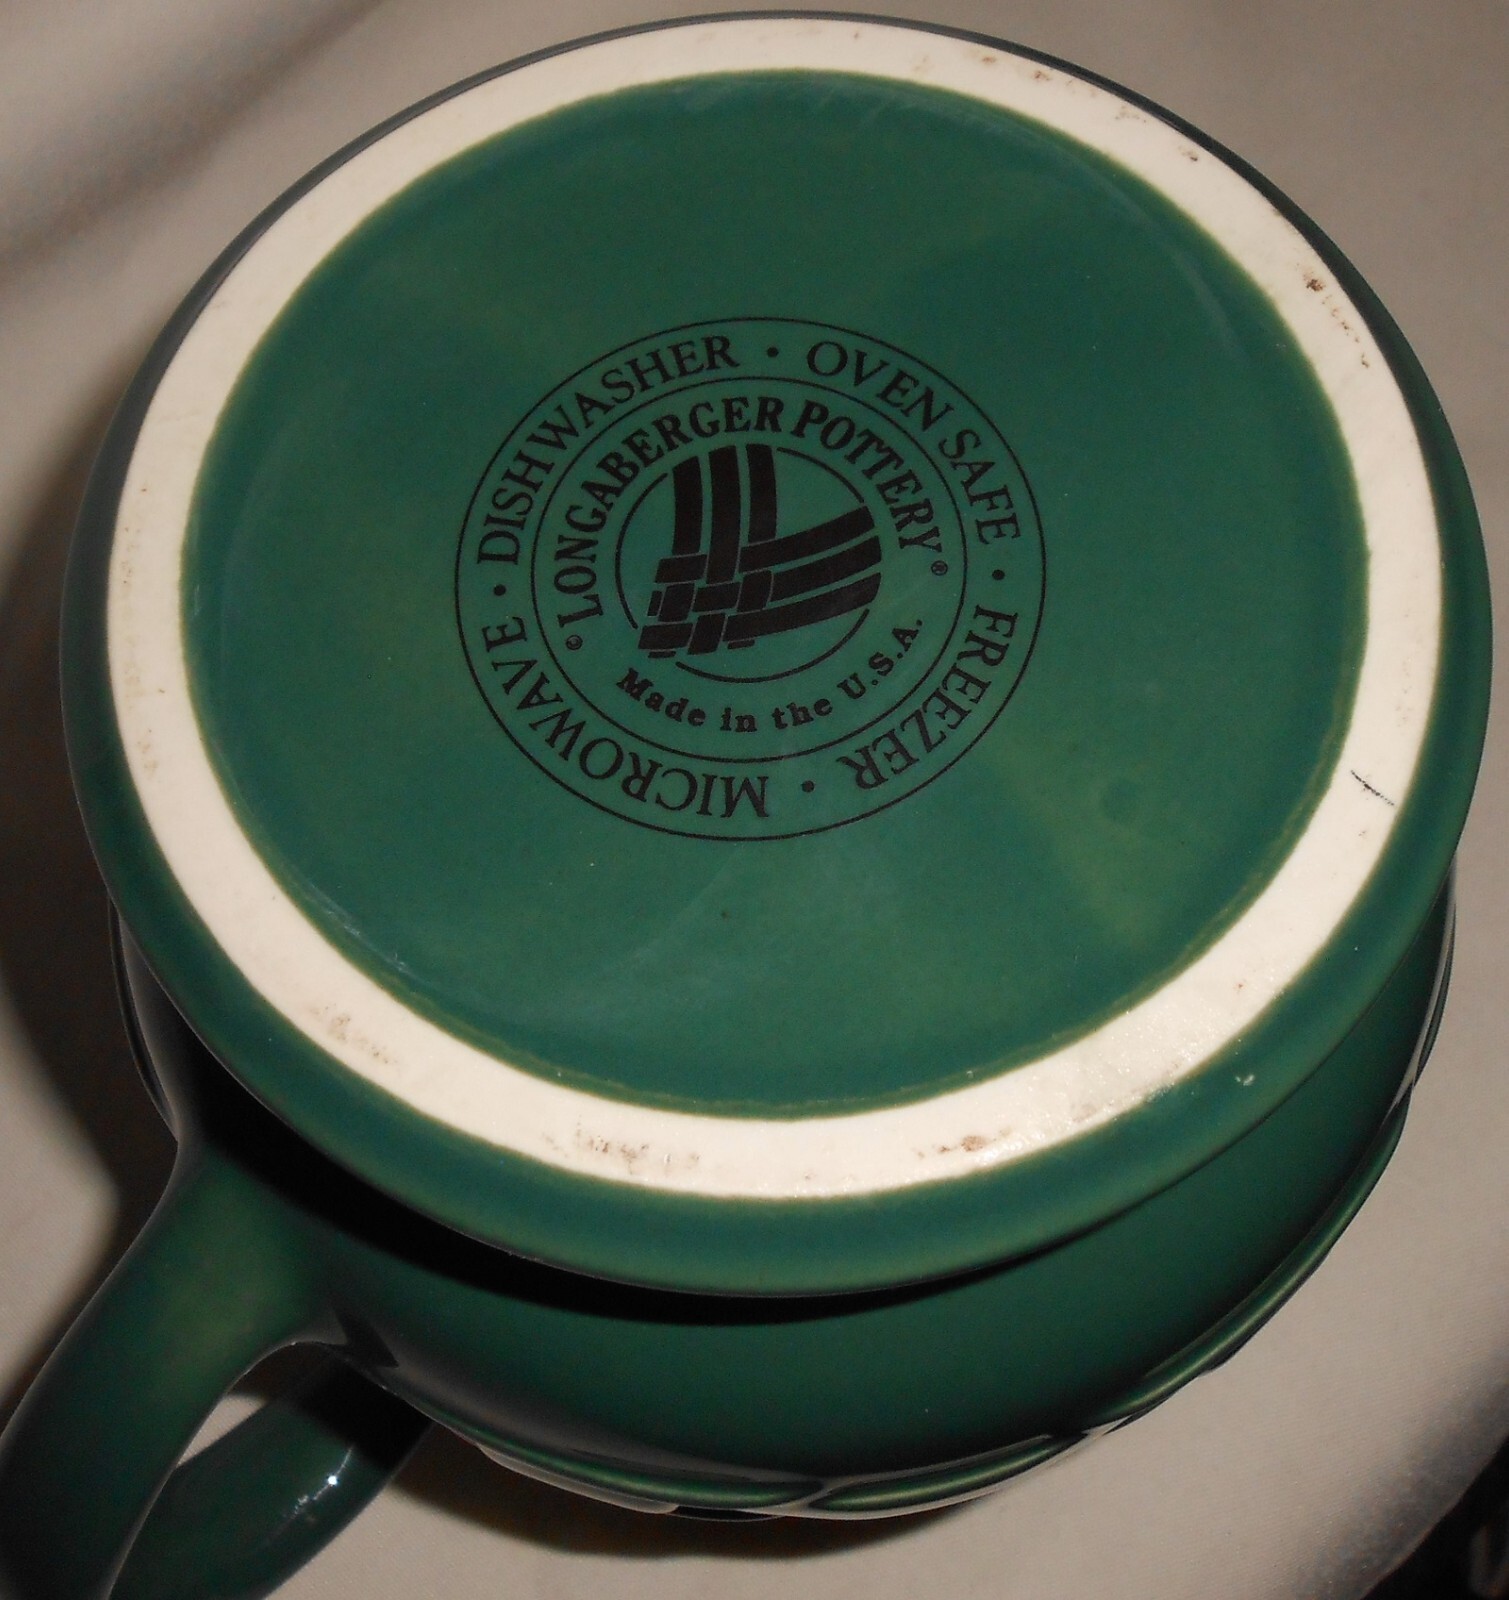 DISHWASHER · OVEN SAFE · FREEZER · MICROWAVE ·
LONGABERGER POTTERY®
Made in the U.S.A.